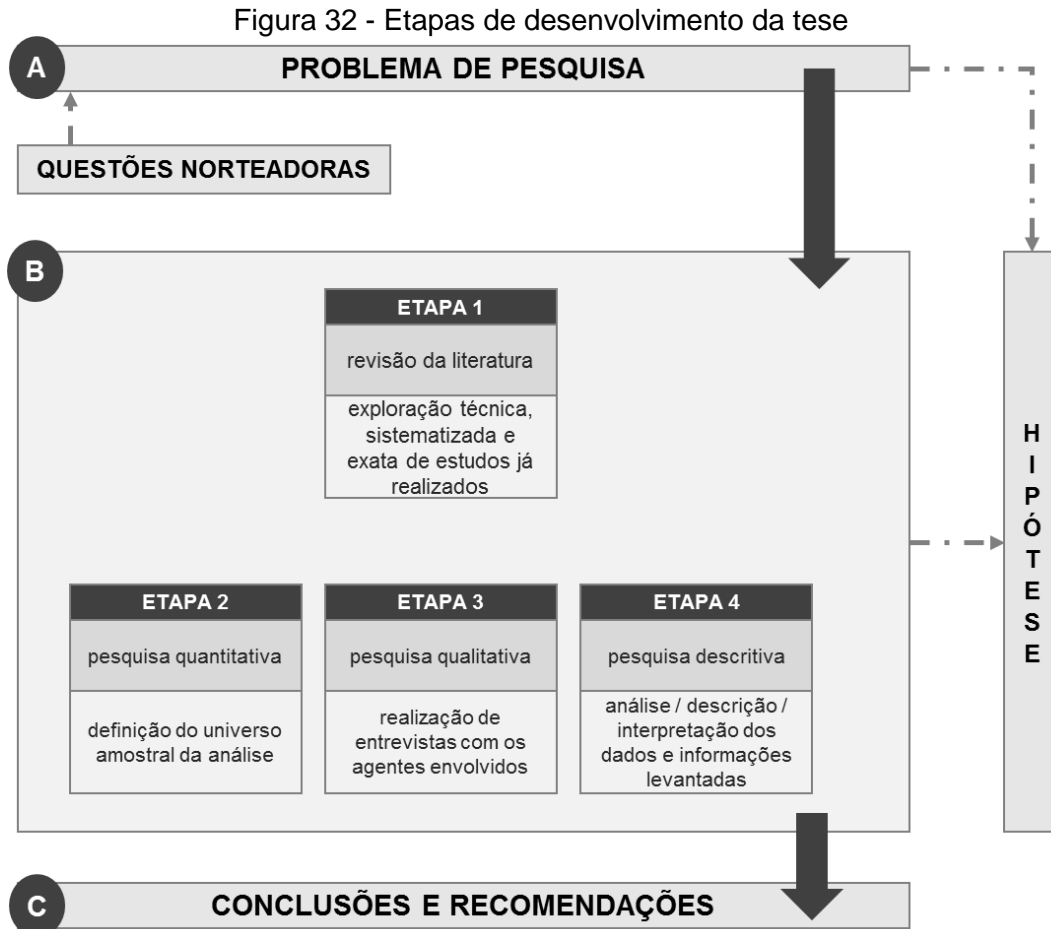 Figura 32 - Etapas de desenvolvimento da tese
A
PROBLEMA DE PESQUISA
QUESTÕES NORTEADORAS
B
ETAPA 1
revisão da literatura
exploração técnica,
sistematizada e
exata de estudos já
realizados
ETAPA 2
pesquisa quantitativa
definição do universo
amostral da análise
ETAPA 3
pesquisa qualitativa
realização de
entrevistas com os
agentes envolvidos
ETAPA 4
pesquisa descritiva
análise / descrição /
interpretação dos
dados e informações
levantadas
H
I
P
Ó
T
E
S
E
C
CONCLUSÕES E RECOMENDAÇÕES